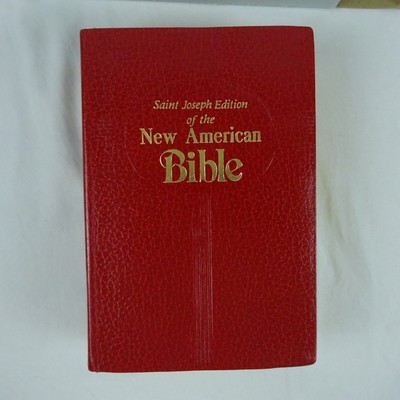 Saint Joseph Edition
of the
New American
Bible